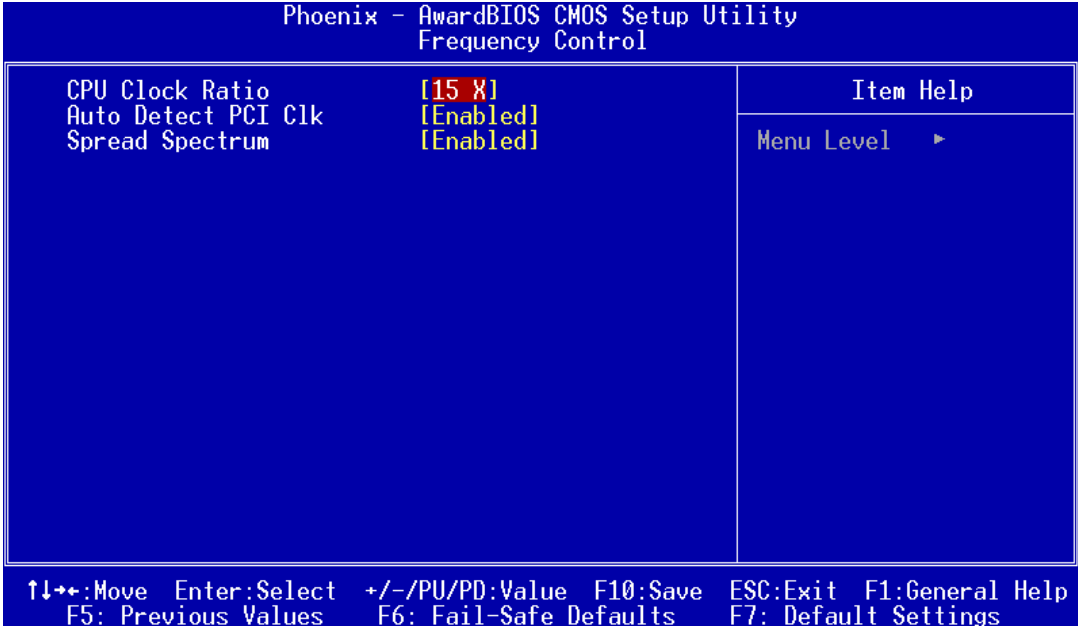 Phoenix - AwardBIOS CMOS Setup Utility
Frequency Control
CPU Clock Ratio [15 X]
Auto Detect PCI Clk [Enabled]
Spread Spectrum [Enabled]
Item Help
Menu Level ►
↑↓→←:Move Enter:Select +/-/PU/PD:Value F10:Save ESC:Exit F1:General Help
F5: Previous Values F6: Fail-Safe Defaults F7: Default Settings